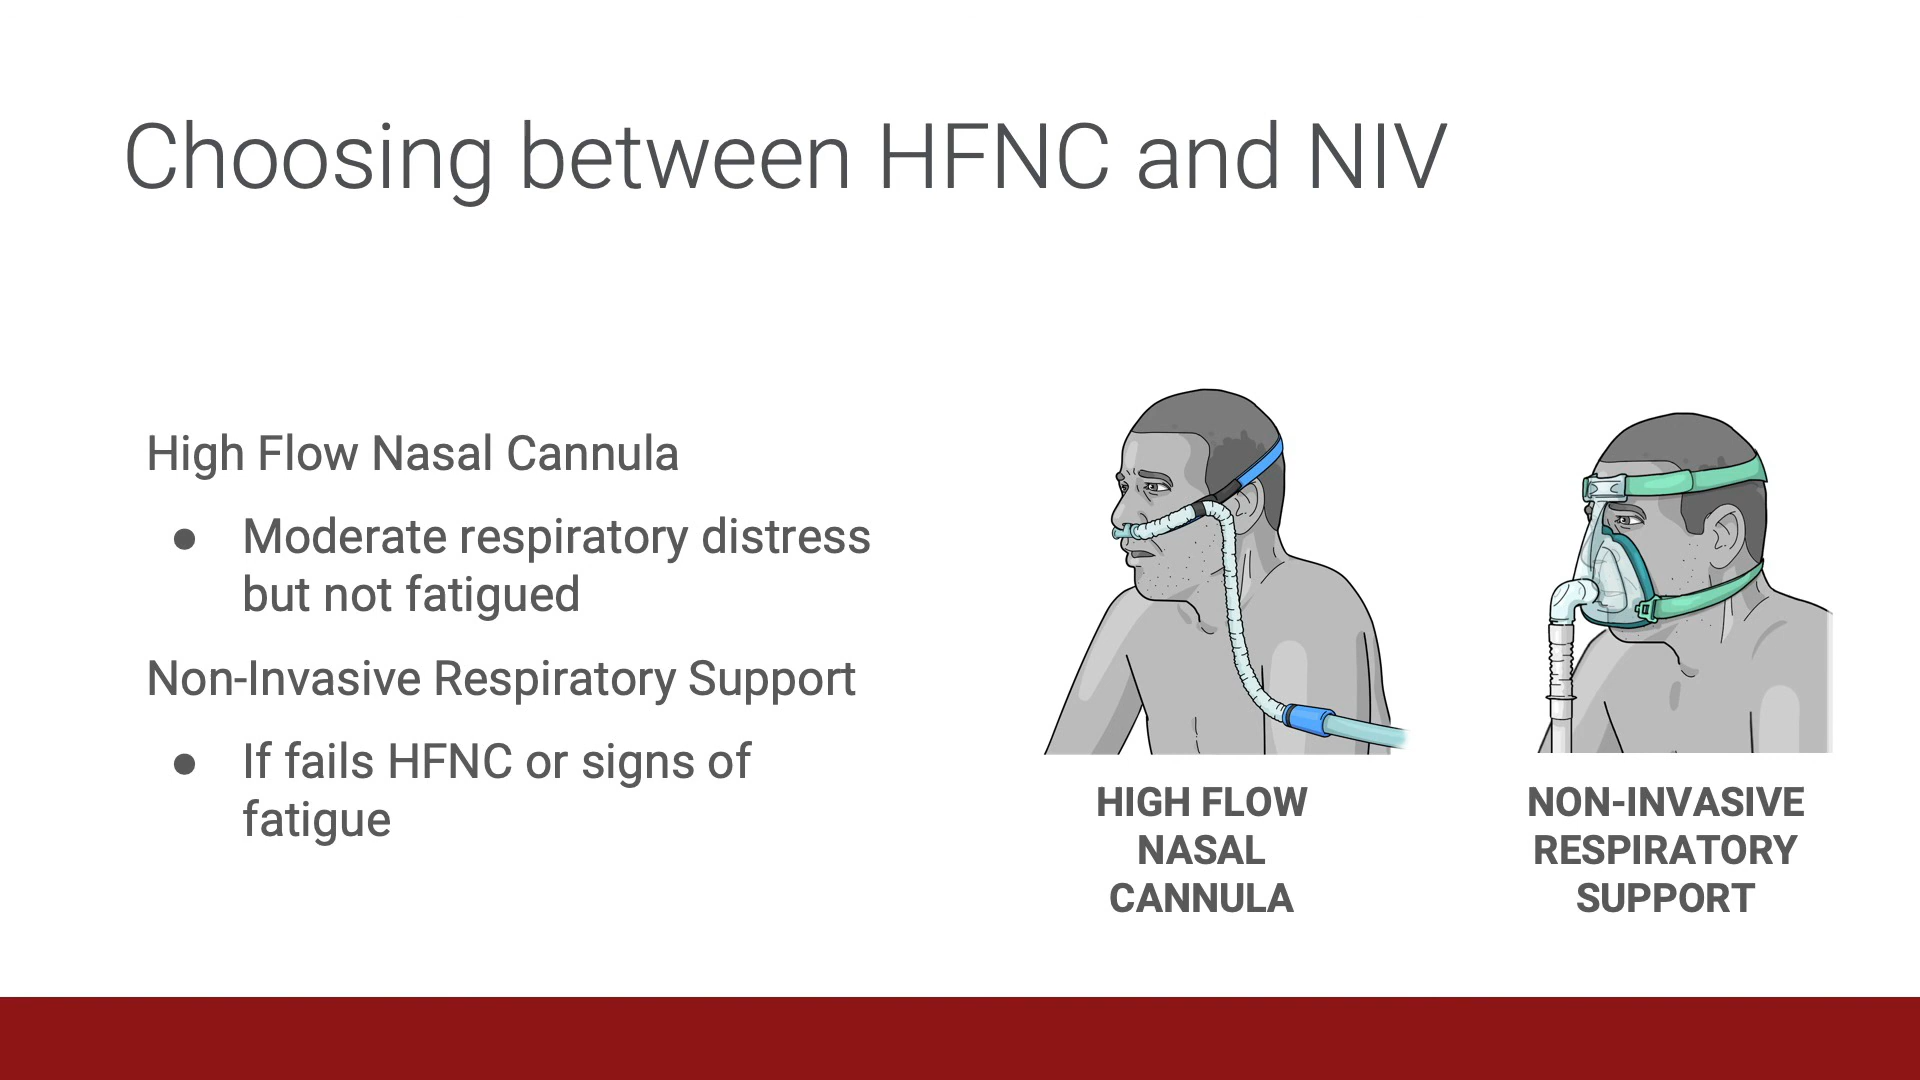 Choosing between HFNC and NIV
High Flow Nasal Cannula
● Moderate respiratory distress
but not fatigued
Non-Invasive Respiratory Support
● If fails HFNC or signs of
fatigue
HIGH FLOW
NASAL
CANNULA
NON-INVASIVE
RESPIRATORY
SUPPORT